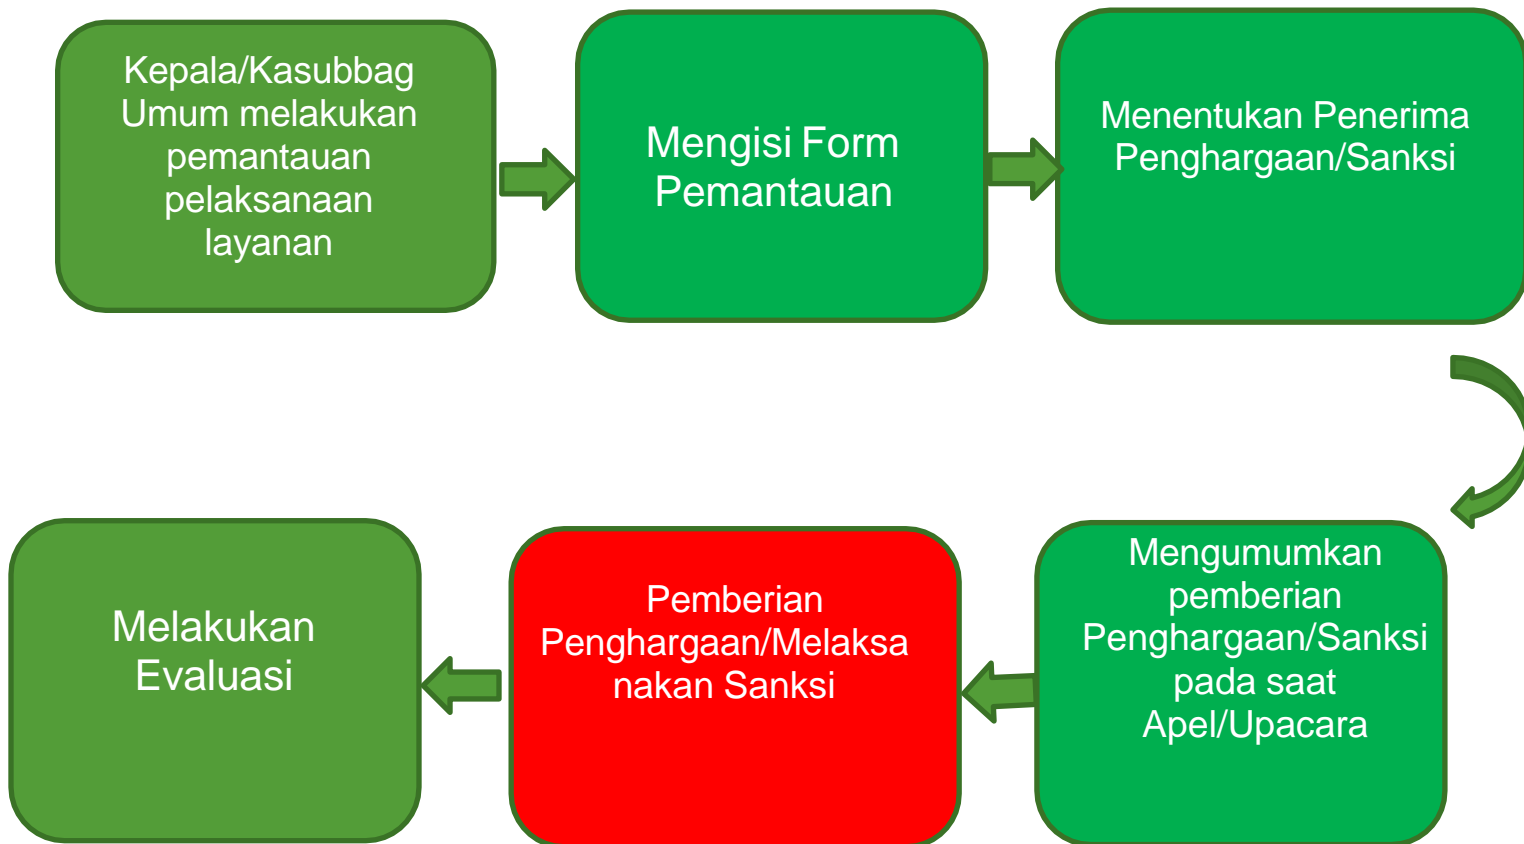 Kepala/Kasubbag
Umum melakukan
pemantauan
pelaksanaan
layanan
Mengisi Form
Pemantauan
Menentukan Penerima
Penghargaan/Sanksi
Mengumumkan
pemberian
Penghargaan/Sanksi
pada saat
Apel/Upacara
Pemberian
Penghargaan/Melaksa
nakan Sanksi
Melakukan
Evaluasi